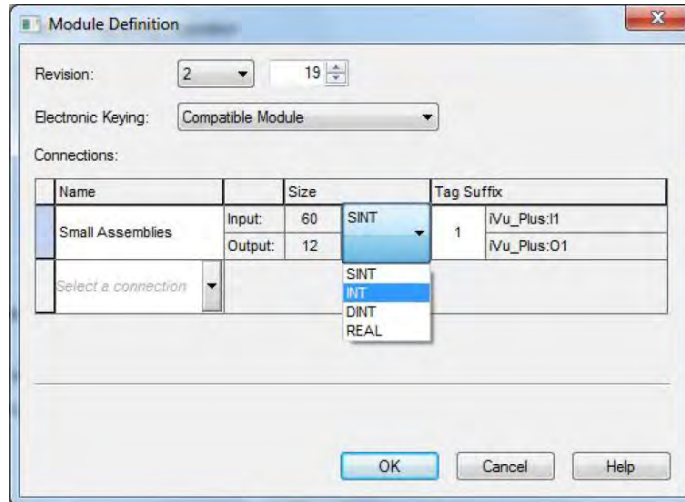 Module Definition
Revision: 2 19
Electronic Keying: Compatible Module
Connections:
Name Size Tag Suffix
Small Assemblies Input: 60 SINT 1 iVu_Plus:I1
Output: 12 iVu_Plus:O1
Select a connection
SINT
INT
DINT
REAL
OK Cancel Help